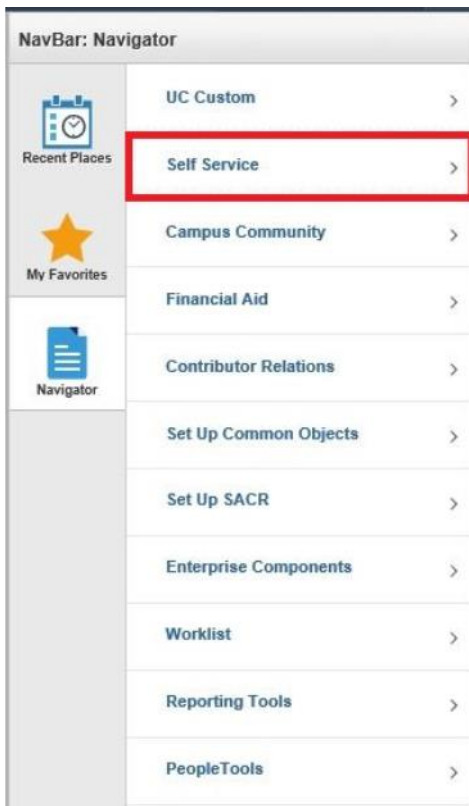 NavBar: Navigator
Recent Places
My Favorites
Navigator
UC Custom
Self Service
Campus Community
Financial Aid
Contributor Relations
Set Up Common Objects
Set Up SACR
Enterprise Components
Worklist
Reporting Tools
PeopleTools